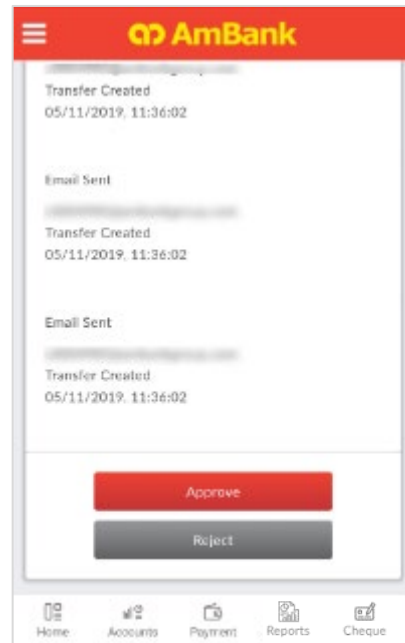 AmBank
Transfer Created
05/11/2019, 11:36:02
Email Sent
Transfer Created
05/11/2019, 11:36:02
Email Sent
Transfer Created
05/11/2019, 11:36:02
Approve
Reject
Home Accounts Payment Reports Cheque